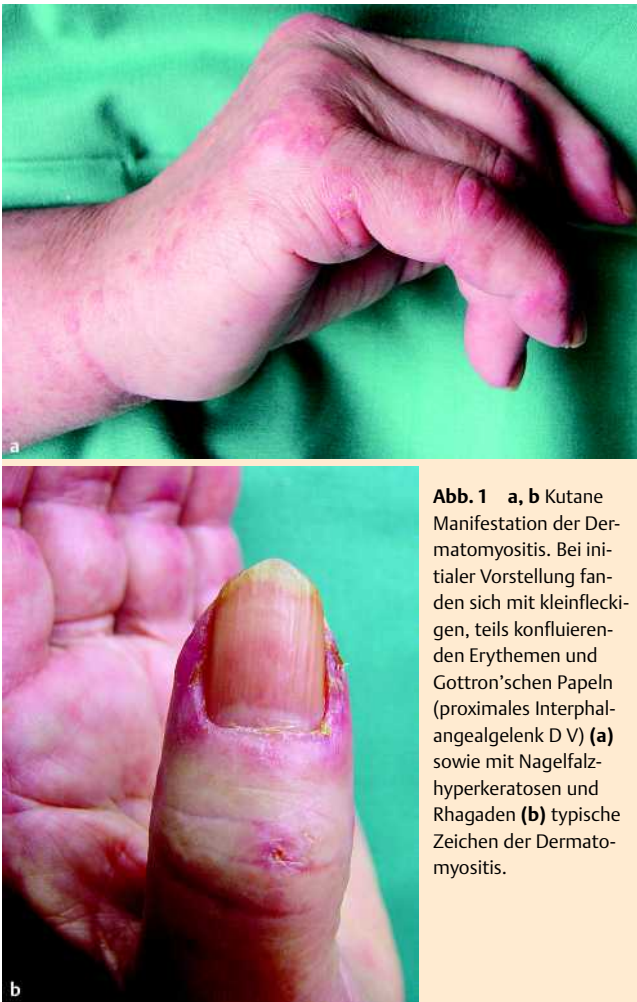 a
b
Abb. 1 a, b Kutane
Manifestation der Der-
matomyositis. Bei ini-
tialer Vorstellung fan-
den sich mit kleinflecki-
gen, teils konfluieren-
den Erythemen und
Gottron’schen Papeln
(proximales Interphal-
angealgelenk D V) (a)
sowie mit Nagelfalz-
hyperkeratosen und
Rhagaden (b) typische
Zeichen der Dermato-
myositis.